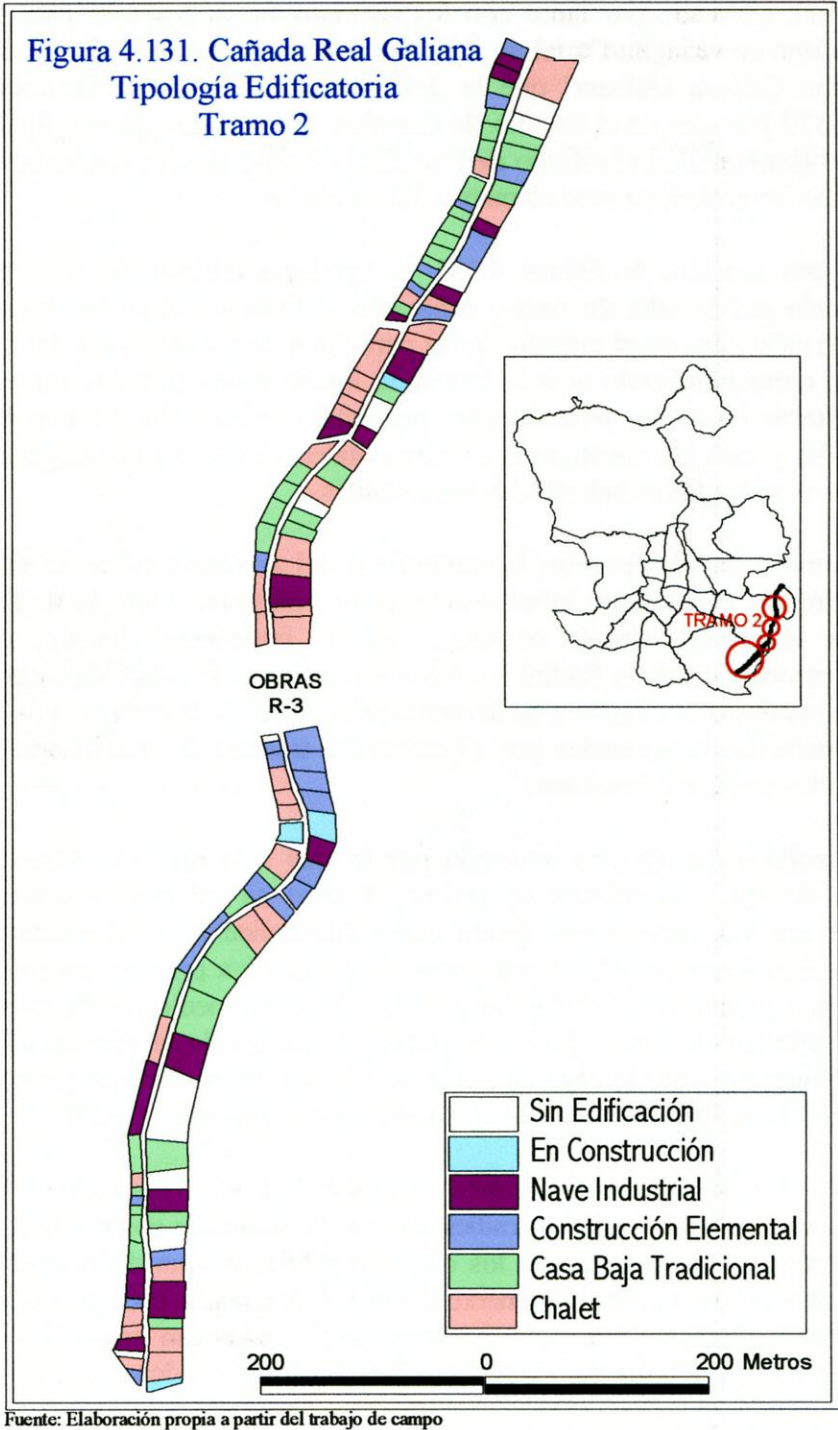 Figura 4.131. Cañada Real Galiana
Tipología Edificatoria
Tramo 2
TRAMO 2
OBRAS
R-3
Sin Edificación
En Construcción
Nave Industrial
Construcción Elemental
Casa Baja Tradicional
Chalet
200 0 200 Metros
Fuente: Elaboración propia a partir del trabajo de campo